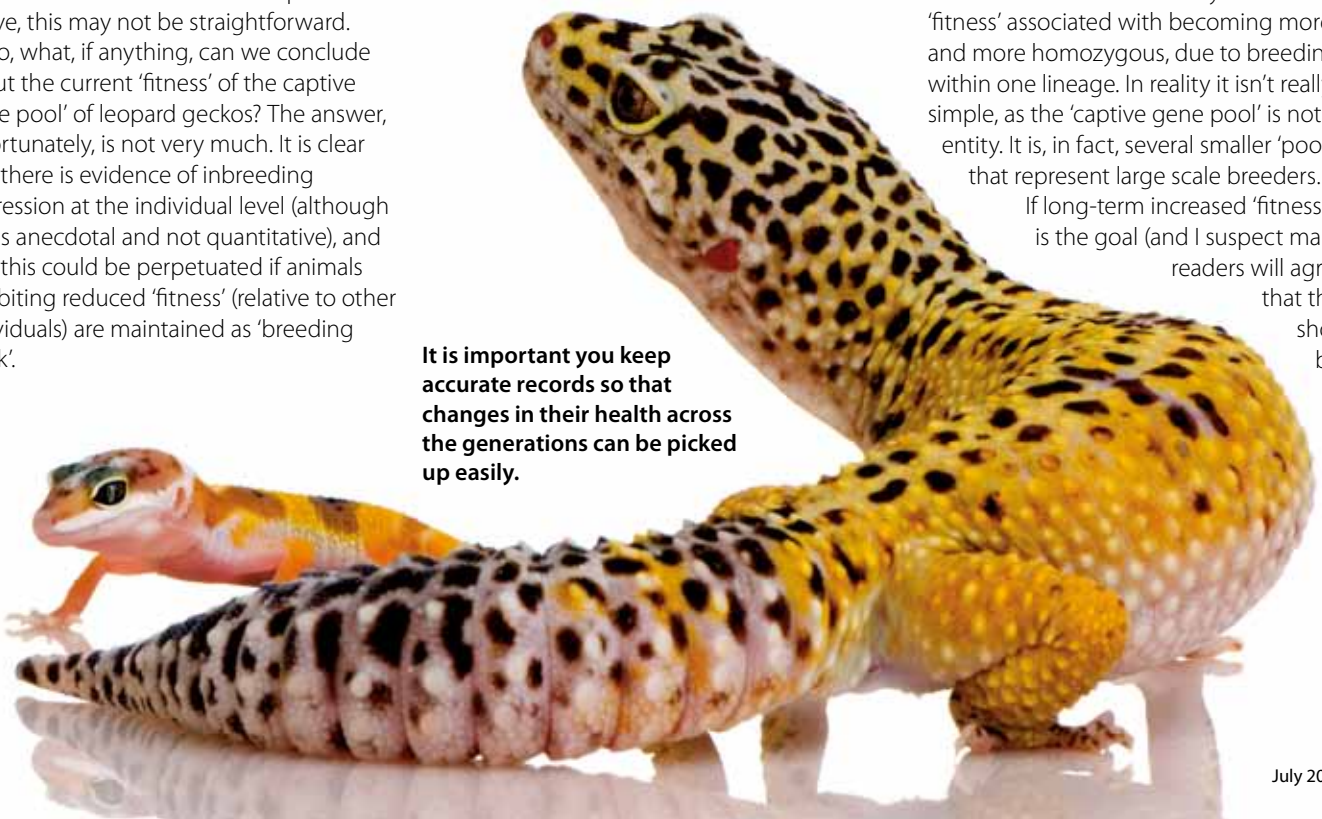 ve, this may not be straightforward.
o, what, if anything, can we conclude
ut the current ‘fitness’ of the captive
e pool’ of leopard geckos? The answer,
ortunately, is not very much. It is clear
there is evidence of inbreeding
ression at the individual level (although
s anecdotal and not quantitative), and
this could be perpetuated if animals
biting reduced ‘fitness’ (relative to other
viduals) are maintained as ‘breeding
k’.
It is important you keep
accurate records so that
changes in their health across
the generations can be picked
up easily.
‘fitness’ associated with becoming more
and more homozygous, due to breedin
within one lineage. In reality it isn’t reall
simple, as the ‘captive gene pool’ is not
entity. It is, in fact, several smaller ‘poo
that represent large scale breeders.
If long-term increased ‘fitness
is the goal (and I suspect ma
readers will agr
that th
sho
b
July 20